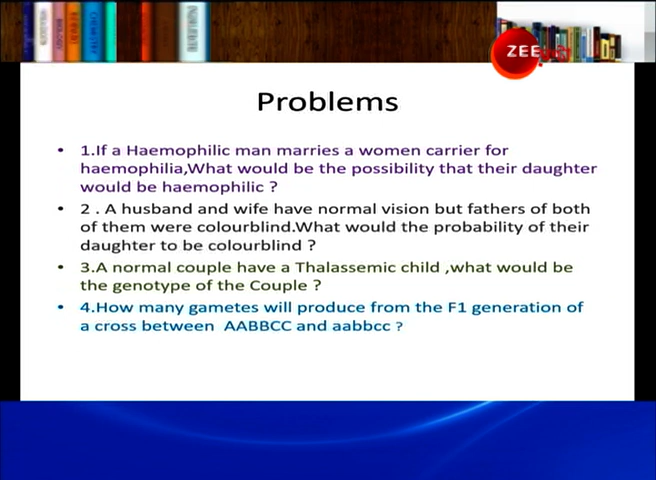 ZEE
Problems
• 1.If a Haemophilic man marries a women carrier for
haemophilia,What would be the possibility that their daughter
would be haemophilic ?
• 2 . A husband and wife have normal vision but fathers of both
of them were colourblind.What would the probability of their
daughter to be colourblind ?
• 3.A normal couple have a Thalassemic child ,what would be
the genotype of the Couple ?
• 4.How many gametes will produce from the F1 generation of
a cross between AABBCC and aabbcc ?